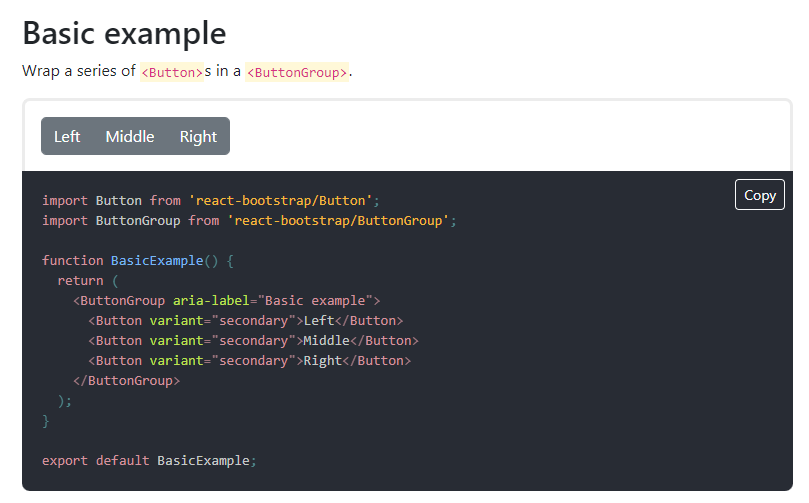 Basic example
Wrap a series of <Button>s in a <ButtonGroup>.
Left Middle Right
Copy
import Button from 'react-bootstrap/Button';
import ButtonGroup from 'react-bootstrap/ButtonGroup';

function BasicExample() {
  return (
    <ButtonGroup aria-label="Basic example">
      <Button variant="secondary">Left</Button>
      <Button variant="secondary">Middle</Button>
      <Button variant="secondary">Right</Button>
    </ButtonGroup>
  );
}

export default BasicExample;